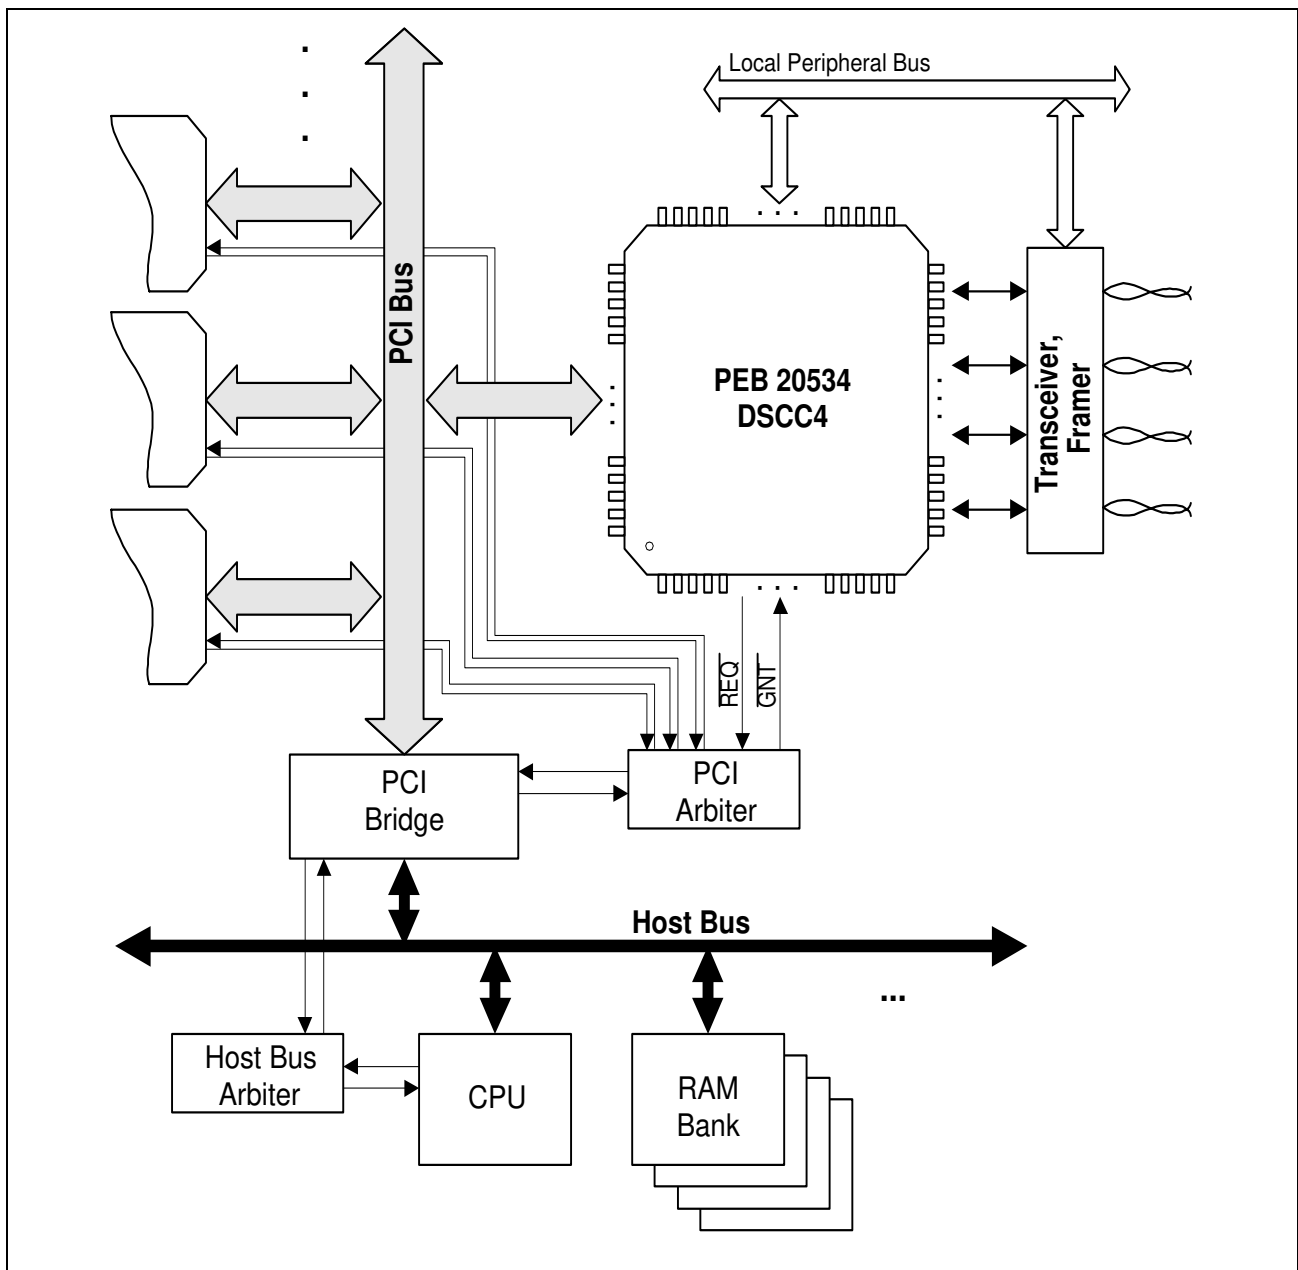 Local Peripheral Bus
PCI Bus
PEB 20534
DSCC4
Transceiver,
Framer
REQ
GNT
PCI
Bridge
PCI
Arbiter
Host Bus
...
Host Bus
Arbiter
CPU
RAM
Bank